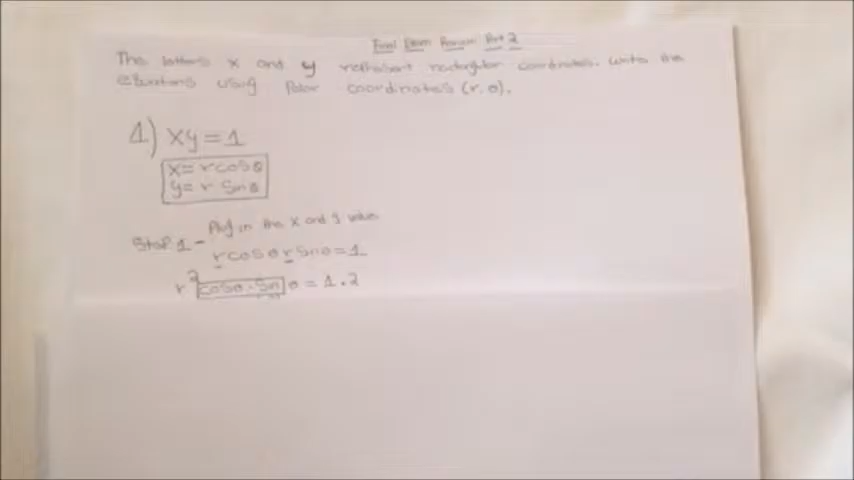 Final Exam Review Part 2
The letters x and y represent rectangular coordinates. Write the
equations using Polar coordinates (r, θ).
1) xy = 1
x = r cos θ
y = r Sin θ
Step 1 - Plug in the x and y value
r cos θ r Sin θ = 1
r² cos θ · Sin θ = 1 · 2